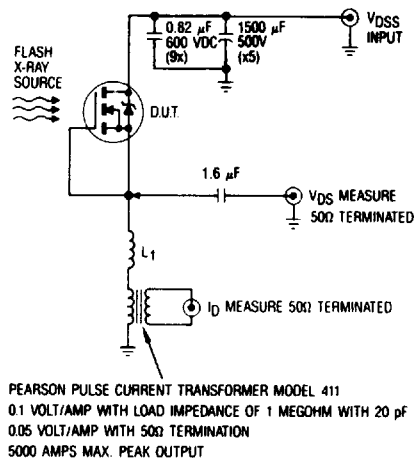 0.82 µF
600 VDC
(9x)
1500 µF
500V
(x5)
VDSS
INPUT
FLASH
X-RAY
SOURCE
D.U.T.
1.6 µF
VDS MEASURE
50Ω TERMINATED
L1
ID MEASURE 50Ω TERMINATED
PEARSON PULSE CURRENT TRANSFORMER MODEL 411
0.1 VOLT/AMP WITH LOAD IMPEDANCE OF 1 MEGOHM WITH 20 pF
0.05 VOLT/AMP WITH 50Ω TERMINATION
5000 AMPS MAX. PEAK OUTPUT